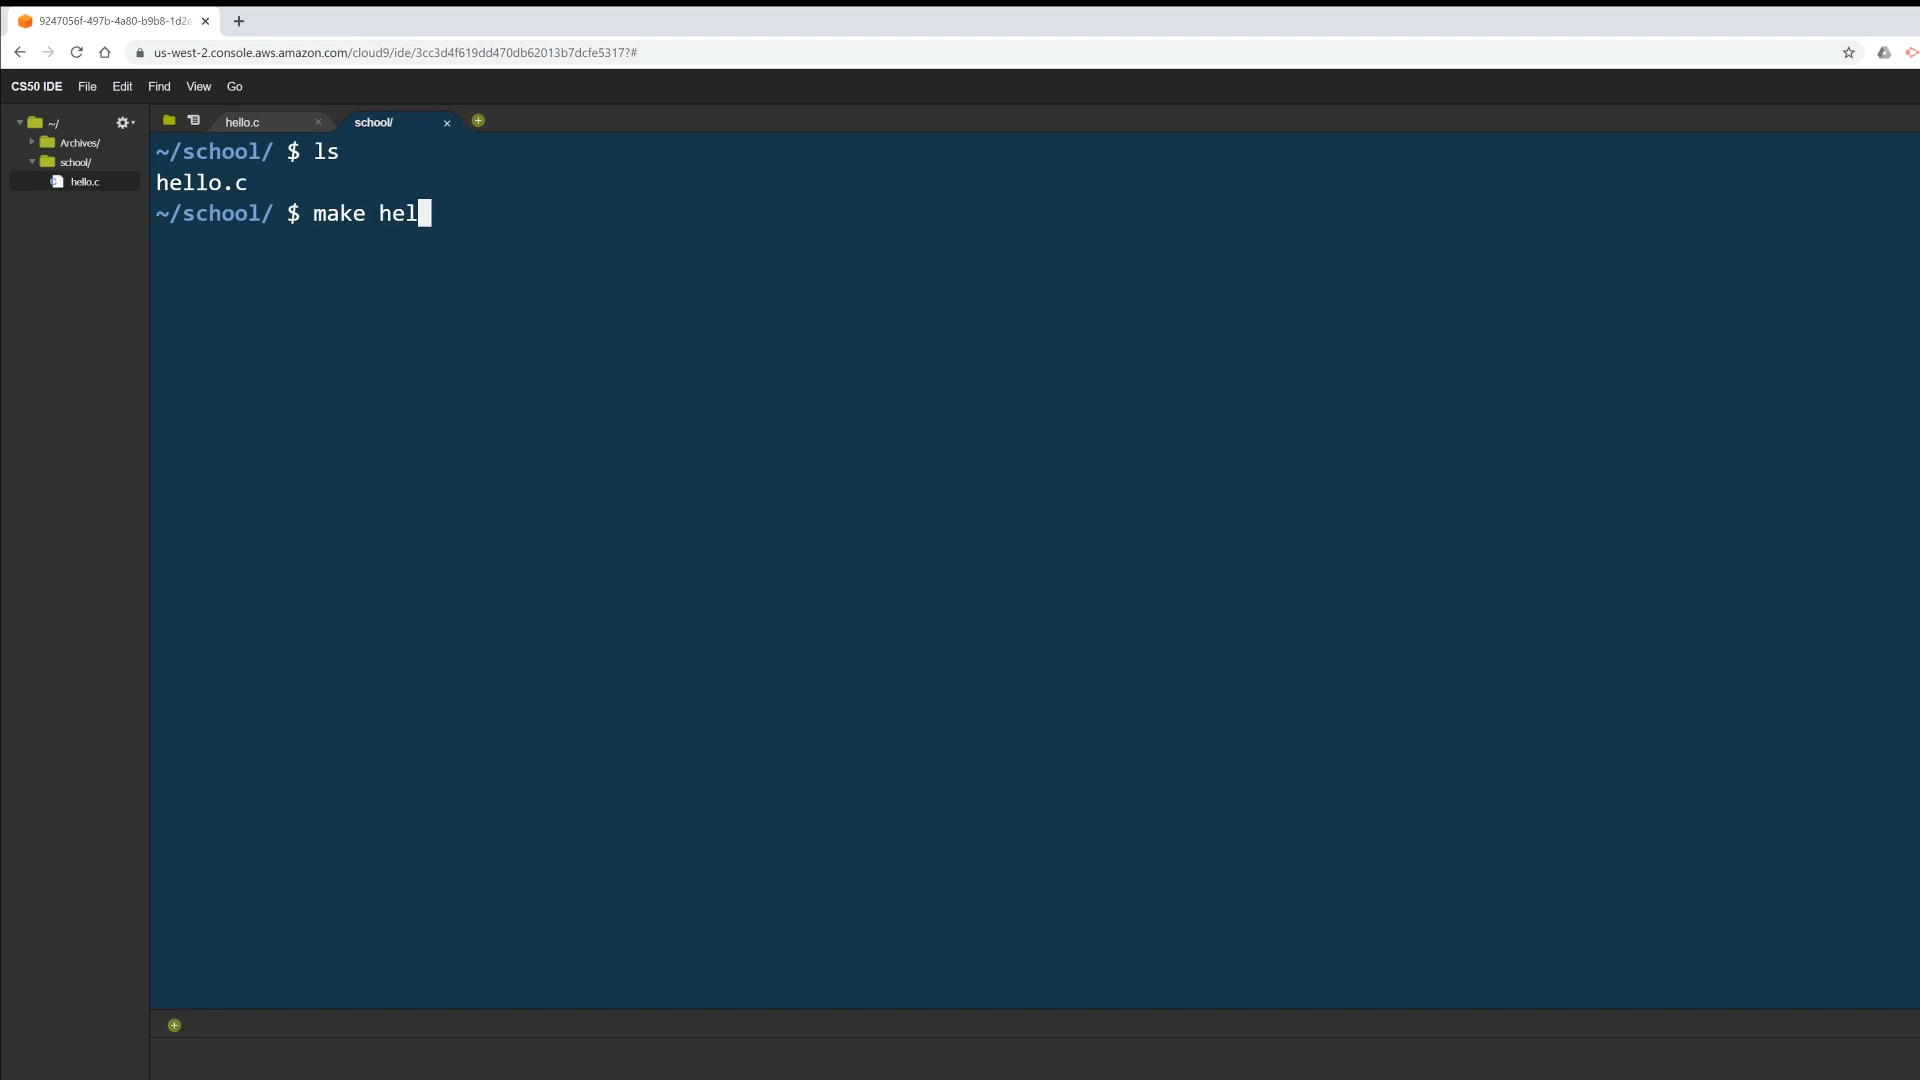 9247056f-497b-4a80-b9b8-1d2e
us-west-2.console.aws.amazon.com/cloud9/ide/3cc3d4f619dd470db62013b7dcfe5317?#
CS50 IDE File Edit Find View Go
~/
Archives/
school/
hello.c
hello.c school/
~/school/ $ ls
hello.c
~/school/ $ make hel